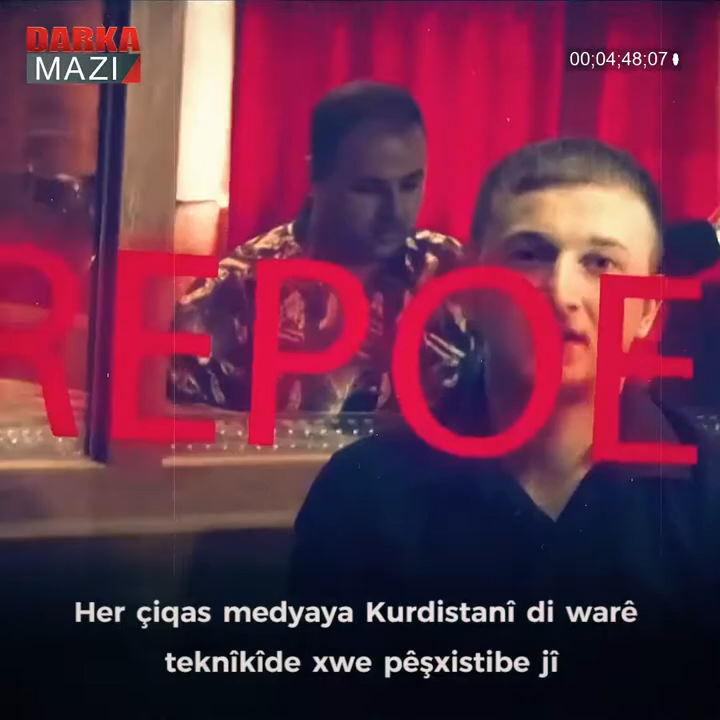 DARKA
MAZI
00;04;48;07
REPOE
Her çiqas medyaya Kurdistanî di warê
teknîkîde xwe pêşxistibe jî